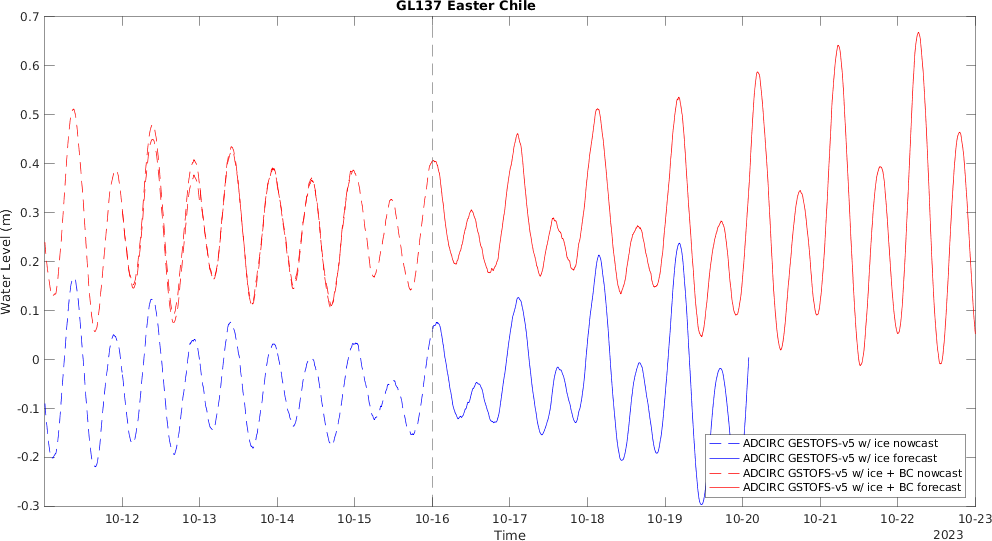 GL137 Easter Chile
Water Level (m)
0.7
0.6
0.5
0.4
0.3
0.2
0.1
0
-0.1
-0.2
-0.3
ADCIRC GESTOFS-v5 w/ ice nowcast
ADCIRC GESTOFS-v5 w/ ice forecast
ADCIRC GSTOFS-v5 w/ ice + BC nowcast
ADCIRC GSTOFS-v5 w/ ice + BC forecast
10-12 10-13 10-14 10-15 10-16 10-17 10-18 10-19 10-20 10-21 10-22 10-23
Time
2023